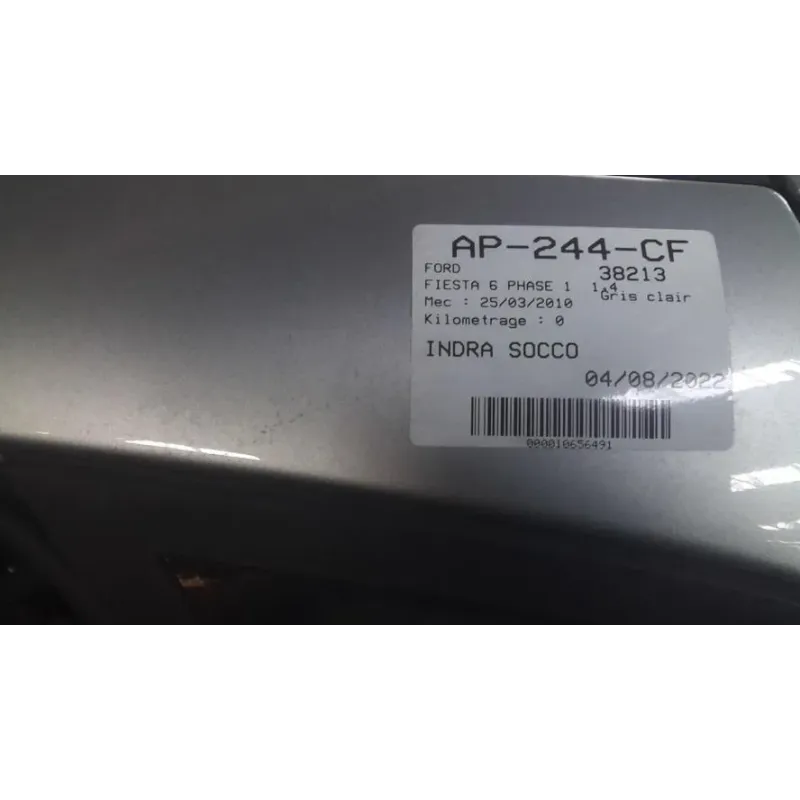 AP-244-CF
FORD 38213
FIESTA 6 PHASE 1 1.4
Gris clair
Mec : 25/03/2010
Kilometrage : 0
INDRA SOCCO
04/08/2022
000010656491